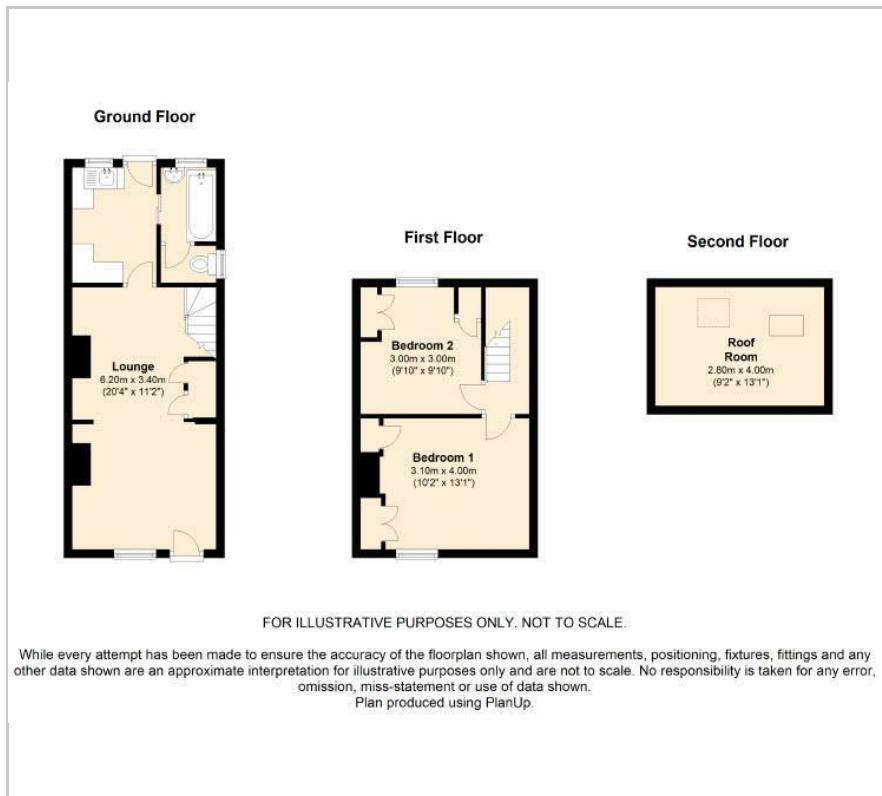 Ground Floor
Lounge
6.20m x 3.40m
(20'4" x 11'2")
First Floor
Bedroom 2
3.00m x 3.00m
(9'10" x 9'10")
Bedroom 1
3.10m x 4.00m
(10'2" x 13'1")
Second Floor
Roof
Room
2.80m x 4.00m
(9'2" x 13'1")
FOR ILLUSTRATIVE PURPOSES ONLY. NOT TO SCALE.
While every attempt has been made to ensure the accuracy of the floorplan shown, all measurements, positioning, fixtures, fittings and any
other data shown are an approximate interpretation for illustrative purposes only and are not to scale. No responsibility is taken for any error,
omission, miss-statement or use of data shown.
Plan produced using PlanUp.